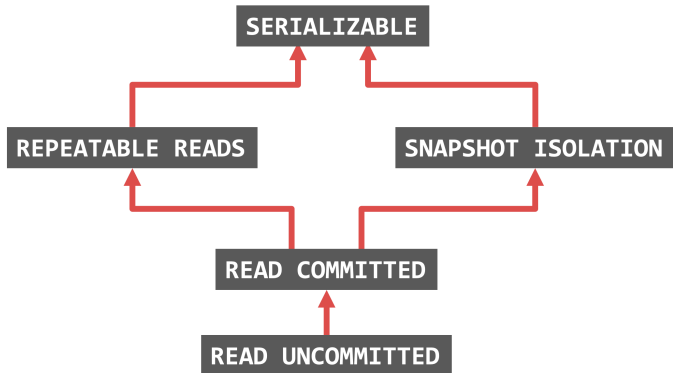 SERIALIZABLE
REPEATABLE READS
SNAPSHOT ISOLATION
READ COMMITTED
READ UNCOMMITTED